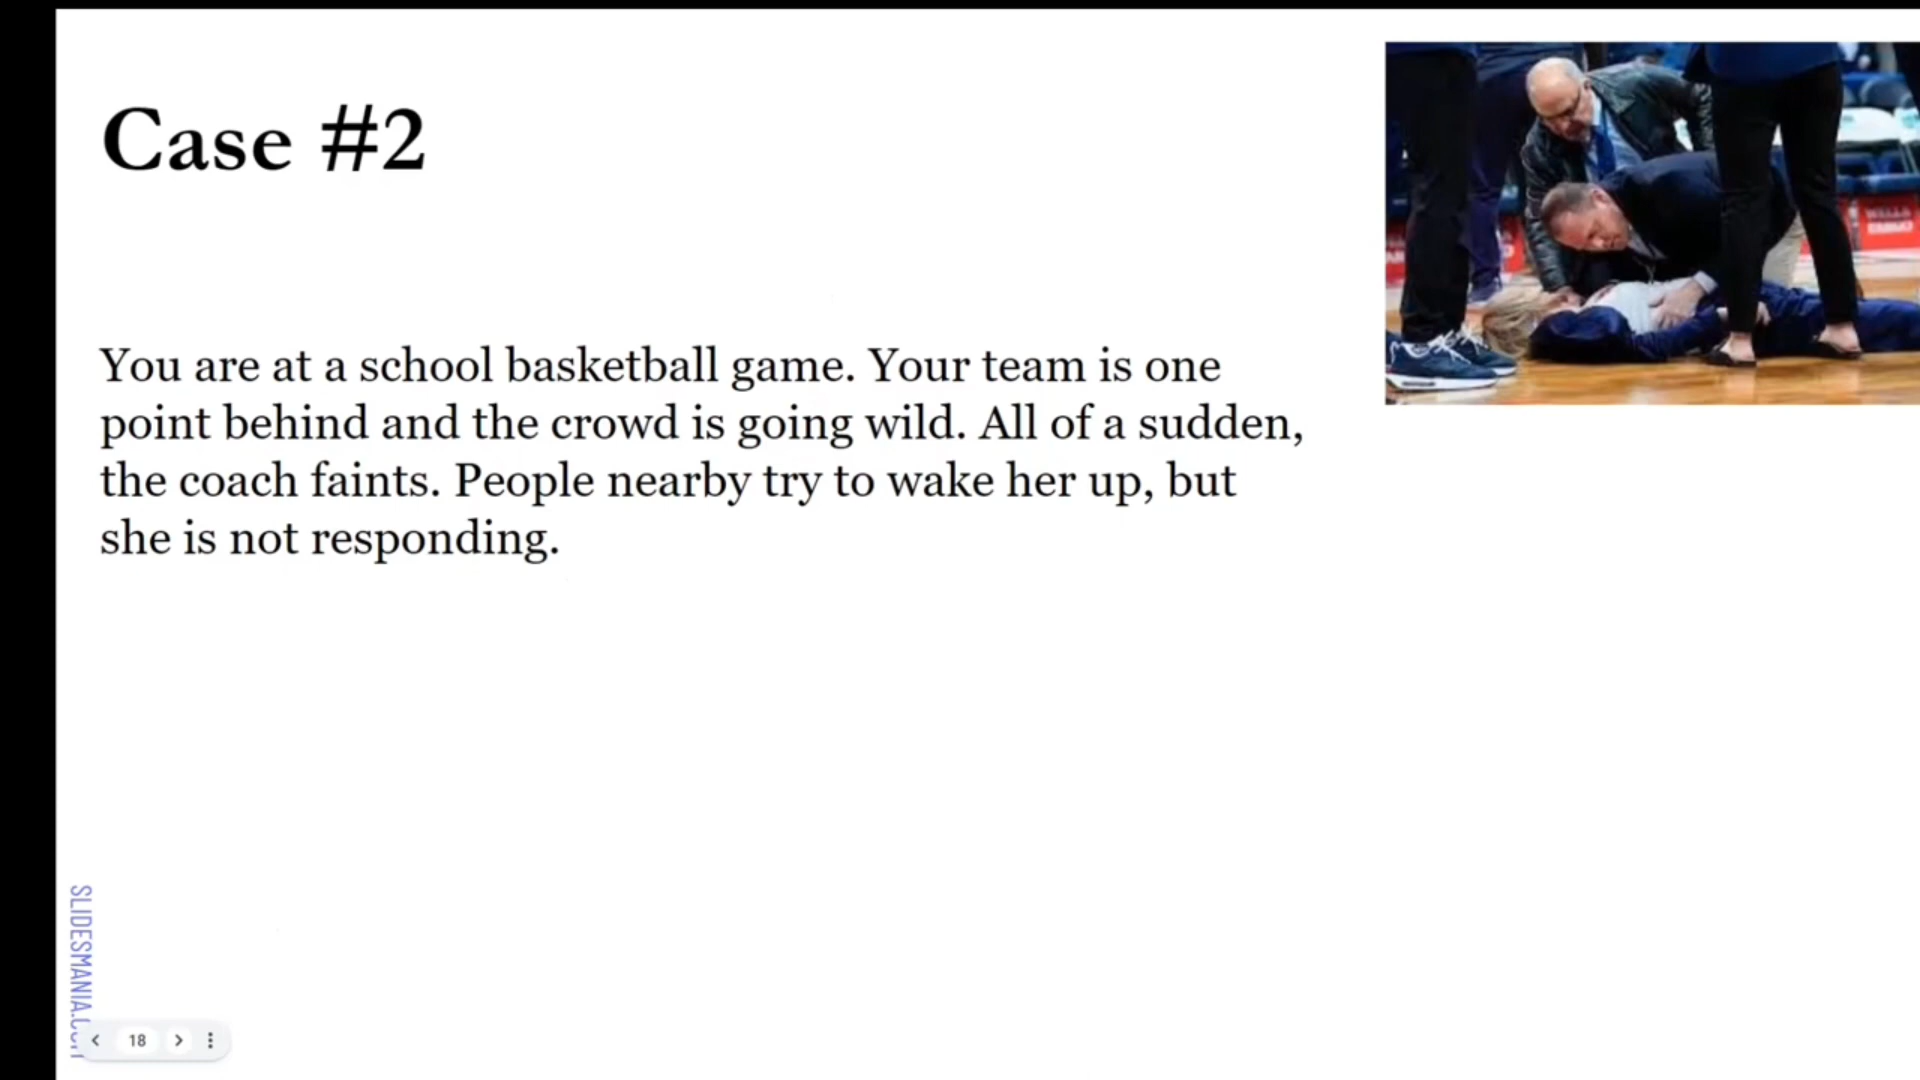 Case #2
You are at a school basketball game. Your team is one
point behind and the crowd is going wild. All of a sudden,
the coach faints. People nearby try to wake her up, but
she is not responding.
WELLS
FARGO
18